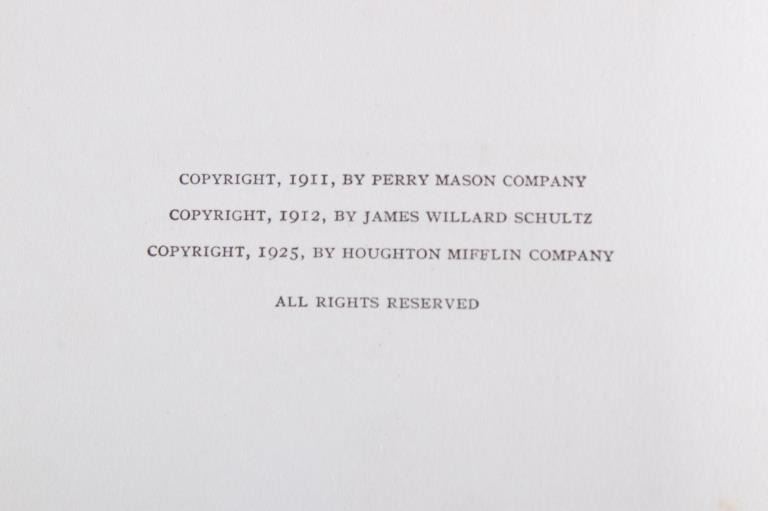 COPYRIGHT, 1911, BY PERRY MASON COMPANY
COPYRIGHT, 1912, BY JAMES WILLARD SCHULTZ
COPYRIGHT, 1925, BY HOUGHTON MIFFLIN COMPANY
ALL RIGHTS RESERVED